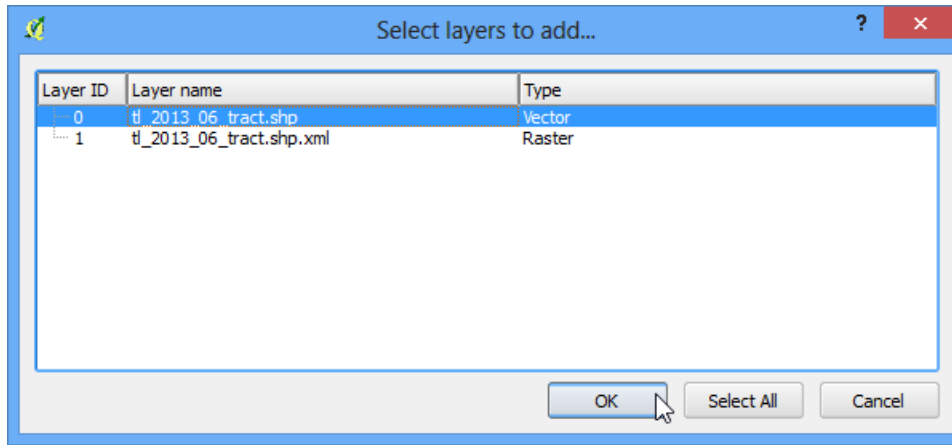 Select layers to add...
?
Layer ID Layer name Type
0 tl_2013_06_tract.shp Vector
1 tl_2013_06_tract.shp.xml Raster
OK Select All Cancel